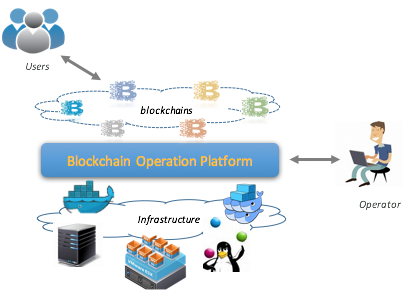 Users
blockchains
Blockchain Operation Platform
Operator
Infrastructure